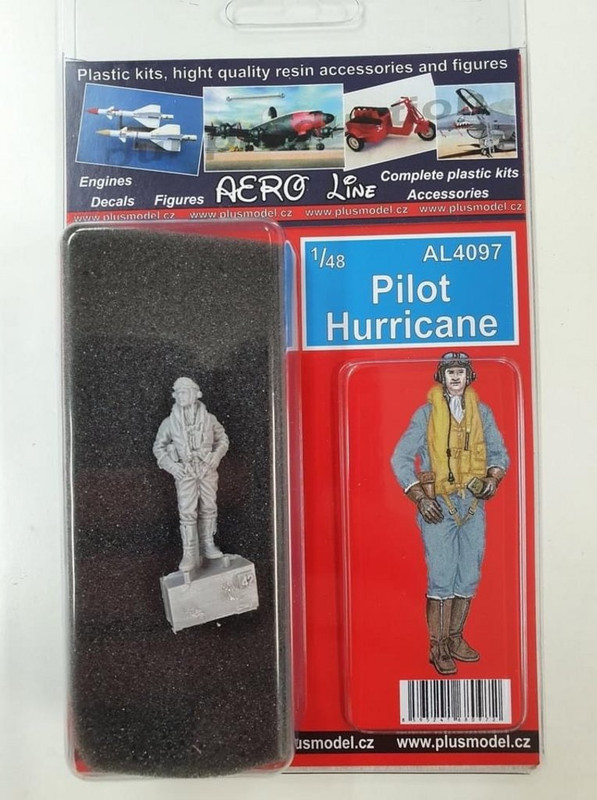 Plastic kits, hight quality resin accessories and figures
Engines
Decals Figures AERO Line Complete plastic kits
Accessories
www.plusmodel.cz www.plusmodel.cz www.plusmodel.cz www.plusmodel.cz
1/48 AL4097
Pilot
Hurricane
42
usmodel.cz www.plusmodel.cz